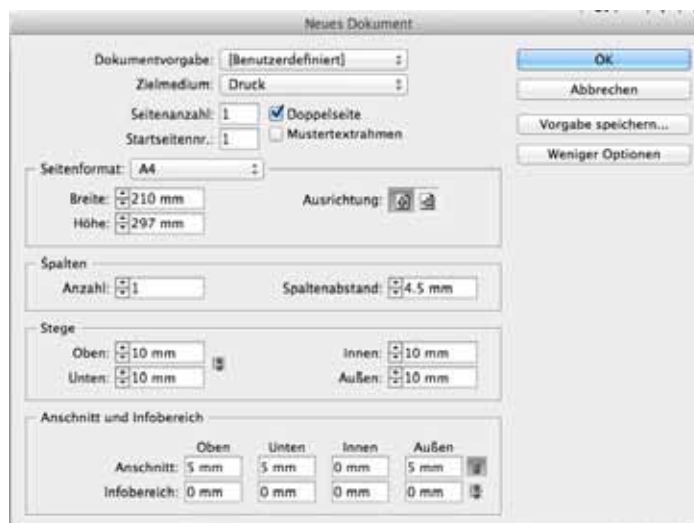 Neues Dokument
Dokumentvorgabe: [Benutzerdefiniert]
OK
Zielmedium: Druck
Abbrechen
Seitenanzahl: 1 Doppelseite
Startseitennr.: 1 Mustertextrahmen
Vorgabe speichern...
Weniger Optionen
Seitenformat: A4
Breite: 210 mm Ausrichtung:
Höhe: 297 mm
Spalten
Anzahl: 1 Spaltenabstand: 4.5 mm
Stege
Oben: 10 mm Innen: 10 mm
Unten: 10 mm Außen: 10 mm
Anschnitt und Infobereich
Oben Unten Innen Außen
Anschnitt: 5 mm 5 mm 0 mm 5 mm
Infobereich: 0 mm 0 mm 0 mm 0 mm